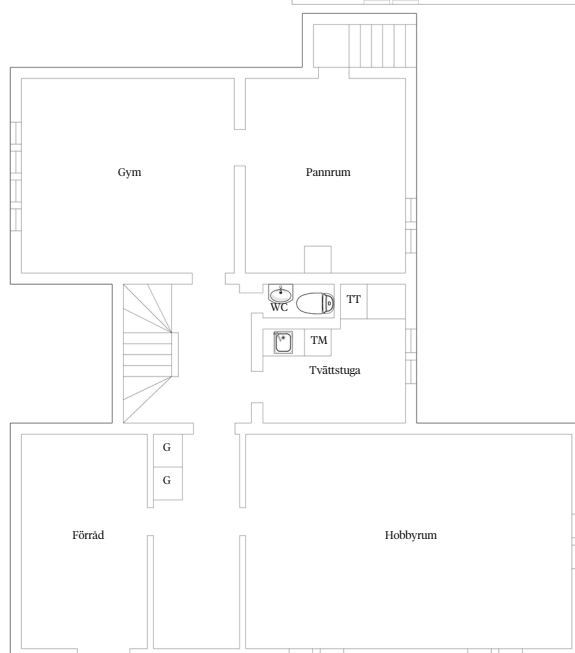 Gym
Pannrum
WC
TT
TM
Tvättstuga
G
G
Förråd
Hobbyrum